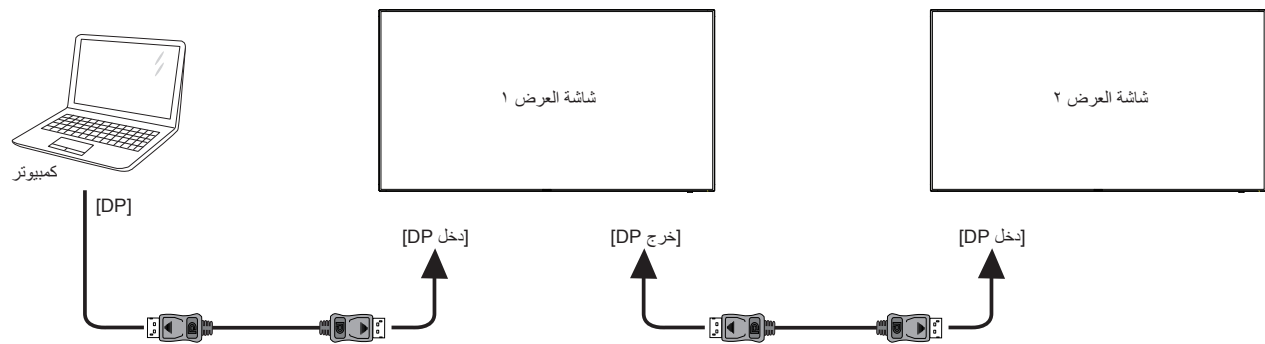 شاشة العرض ١
شاشة العرض ٢
كمبيوتر
[DP]
[دخل DP]
[خرج DP]
[دخل DP]